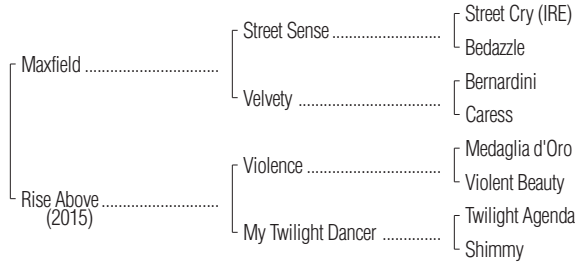 Street Cry (IRE)
Street Sense
Bedazzle
Maxfield
Bernardini
Velvety
Caress
Medaglia d'Oro
Violence
Violent Beauty
Rise Above
(2015)
Twilight Agenda
My Twilight Dancer
Shimmy